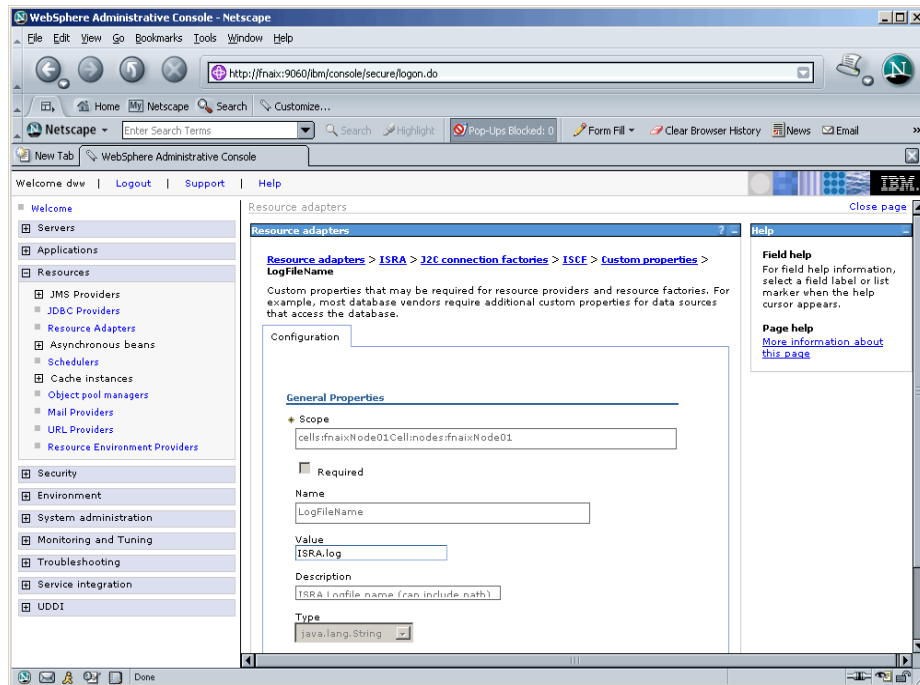 WebSphere Administrative Console - Netscape
File Edit View Go Bookmarks Tools Window Help
http://fnaix:9060/ibm/console/secure/logon.do
N
Home My Netscape Search Customize...
Netscape Enter Search Terms Search Highlight Pop-Ups Blocked: 0 Form Fill Clear Browser History News Email »
New Tab WebSphere Administrative Console
Welcome dww | Logout | Support | Help
IBM.
Welcome
Servers
Applications
Resources
JMS Providers
JDBC Providers
Resource Adapters
Asynchronous beans
Schedulers
Cache instances
Object pool managers
Mail Providers
URL Providers
Resource Environment Providers
Security
Environment
System administration
Monitoring and Tuning
Troubleshooting
Service integration
UDDI
Resource adapters Close page
Resource adapters ? -
Resource adapters > ISRA > J2C connection factories > ISCF > Custom properties >
LogFileName
Custom properties that may be required for resource providers and resource factories. For
example, most database vendors require additional custom properties for data sources
that access the database.
Configuration
General Properties
Scope
cells:fnaixNode01Cell:nodes:fnaixNode01
Required
Name
LogFileName
Value
ISRA.log
Description
ISRA Logfile name (can include path)
Type
java.lang.String
Help -
Field help
For field help information,
select a field label or list
marker when the help
cursor appears.
Page help
More information about
this page
Done